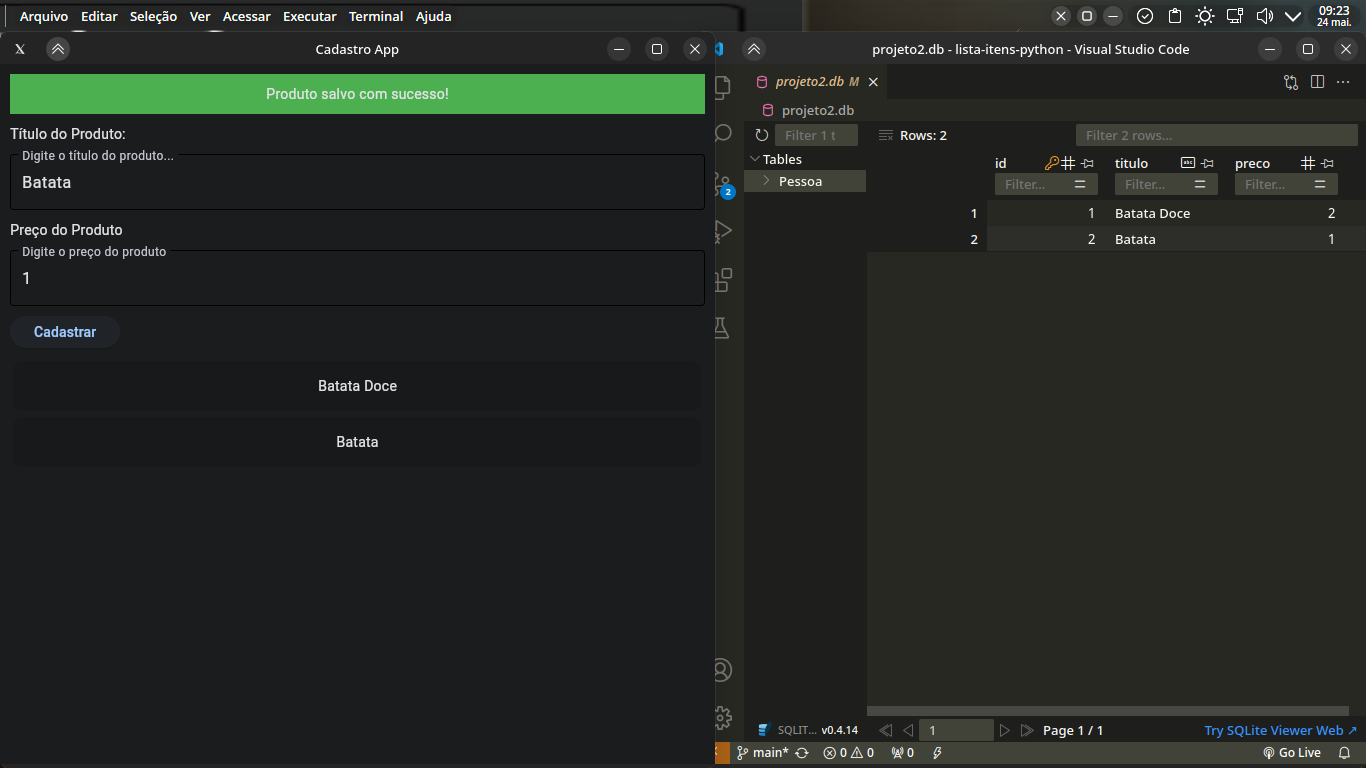 Arquivo Editar Seleção Ver Acessar Executar Terminal Ajuda
09:23
24 mai.
Cadastro App
Produto salvo com sucesso!
Título do Produto:
Digite o título do produto...
Batata
Preço do Produto
Digite o preço do produto
1
Cadastrar
Batata Doce
Batata
projeto2.db - lista-itens-python - Visual Studio Code
projeto2.db M
projeto2.db
Filter 1 t
Rows: 2
Filter 2 rows...
Tables
Pessoa
id titulo preco
Filter... Filter... Filter...
1 1 Batata Doce 2
2 2 Batata 1
2
SQLIT... v0.4.14
1
Page 1 / 1
Try SQLite Viewer Web
main* 0 0 0
Go Live